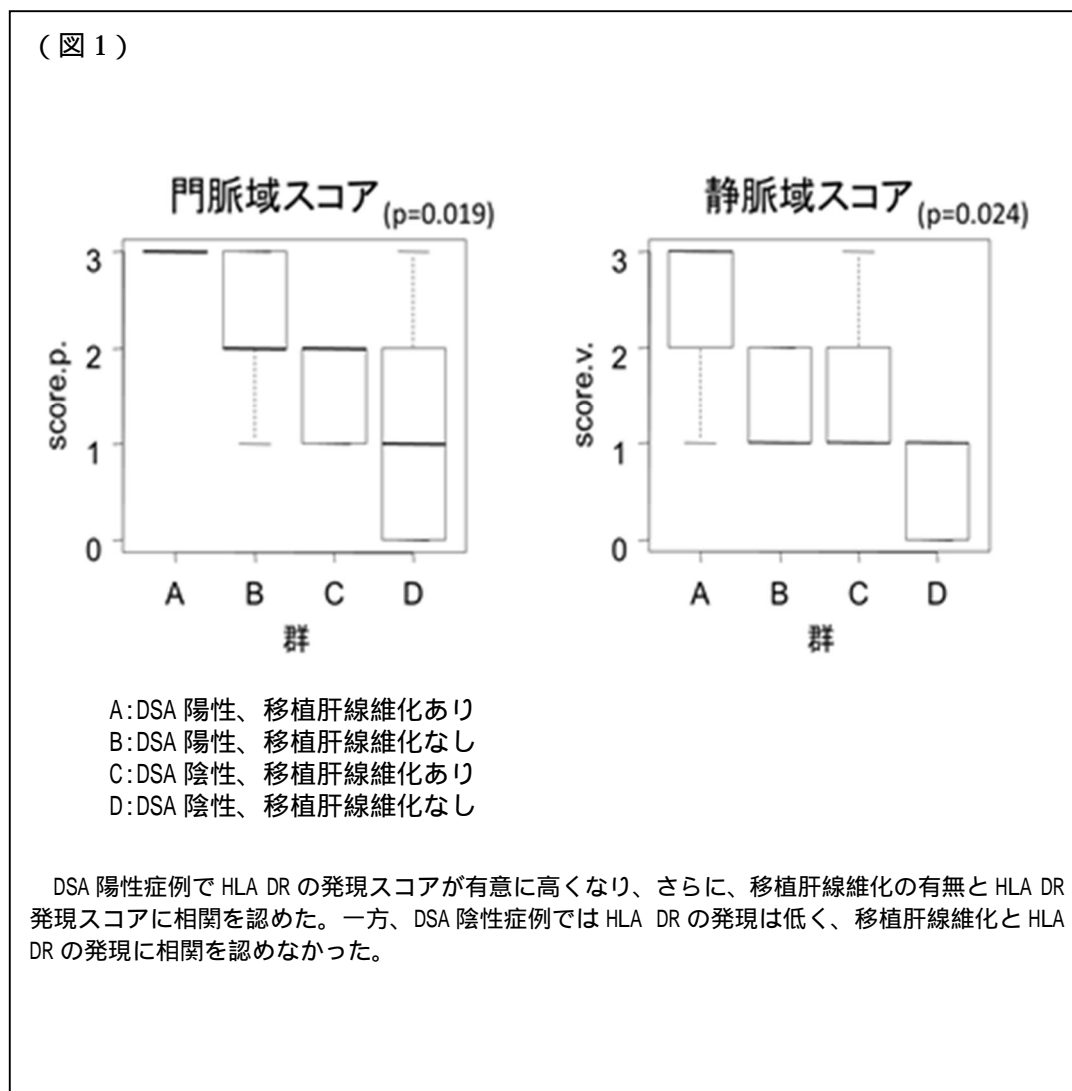 (図1)
門脈域スコア(p=0.019)
score.p.
3
2
1
0
A B C D
群
静脈域スコア(p=0.024)
score.v.
3
2
1
0
A B C D
群
A:DSA 陽性、移植肝線維化あり
B:DSA 陽性、移植肝線維化なし
C:DSA 陰性、移植肝線維化あり
D:DSA 陰性、移植肝線維化なし
DSA 陽性症例で HLA DR の発現スコアが有意に高くなり、さらに、移植肝線維化の有無と HLA DR
発現スコアに相関を認めた。一方、DSA 陰性症例では HLA DR の発現は低く、移植肝線維化と HLA
DR の発現に相関を認めなかった。